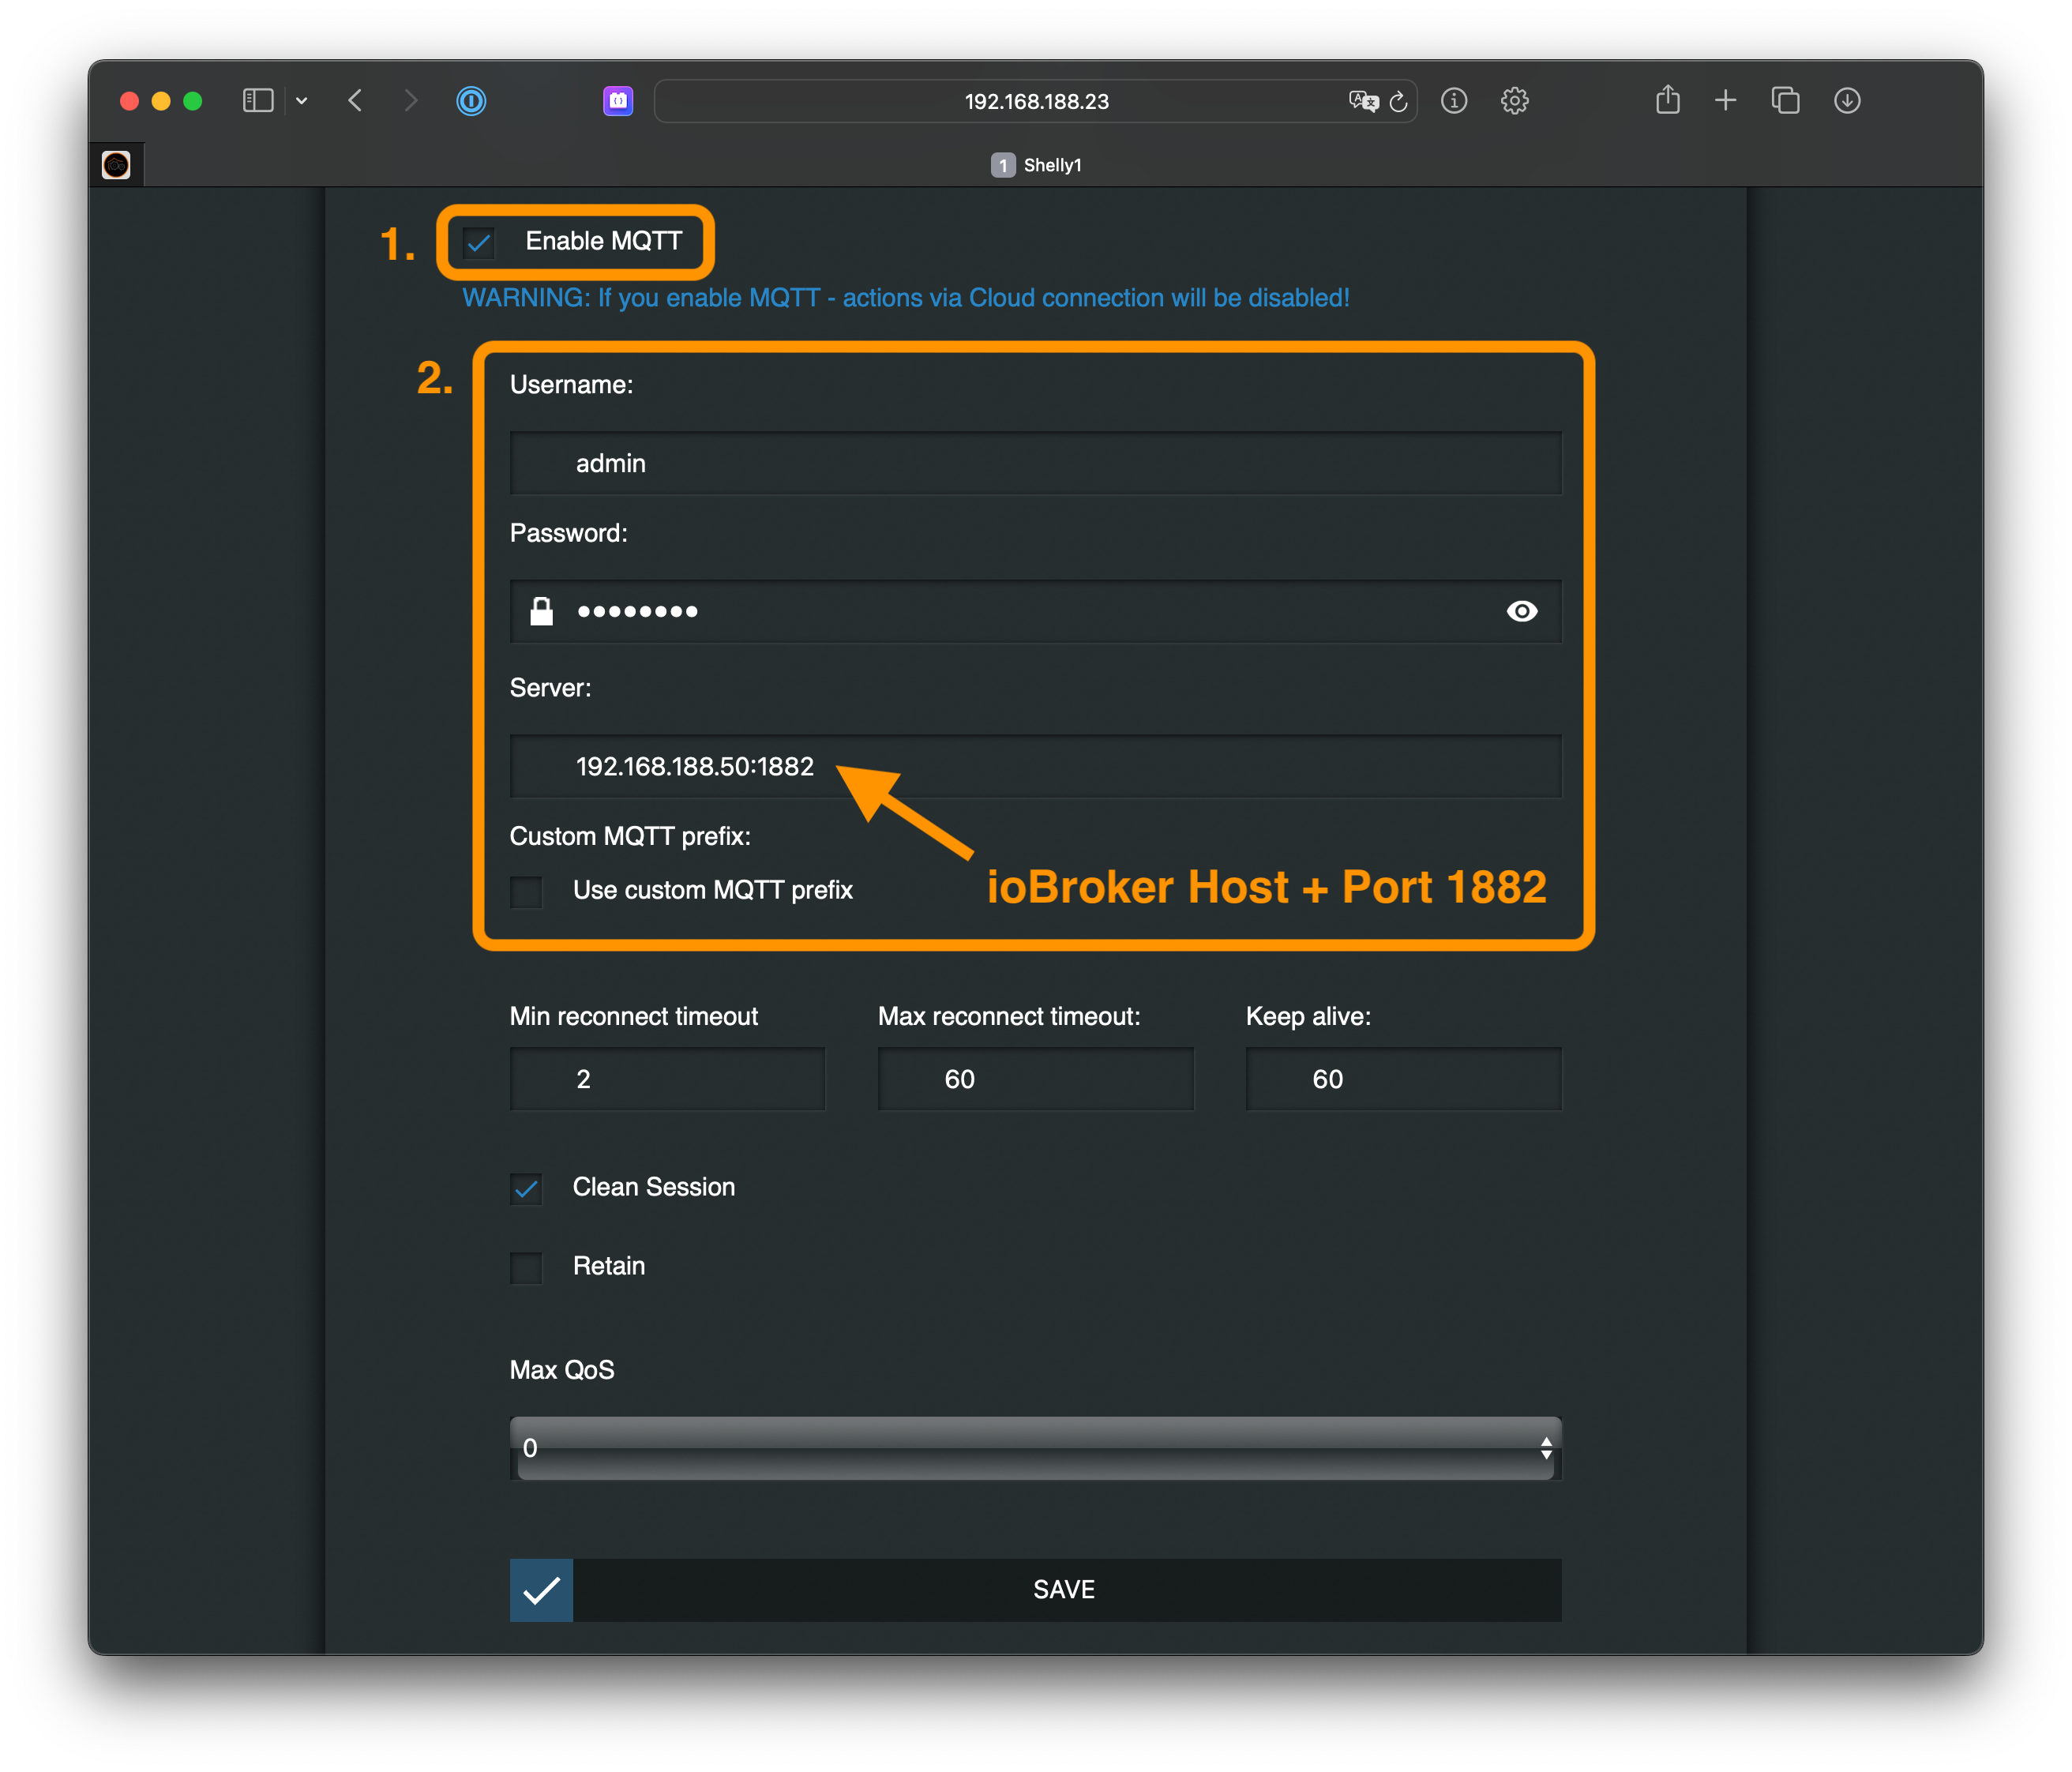 192.168.188.23
1 Shelly1
1. Enable MQTT
WARNING: If you enable MQTT - actions via Cloud connection will be disabled!
2.
Username:
admin
Password:
••••••••
Server:
192.168.188.50:1882
Custom MQTT prefix:
Use custom MQTT prefix
ioBroker Host + Port 1882
Min reconnect timeout
Max reconnect timeout:
Keep alive:
2
60
60
Clean Session
Retain
Max QoS
0
SAVE